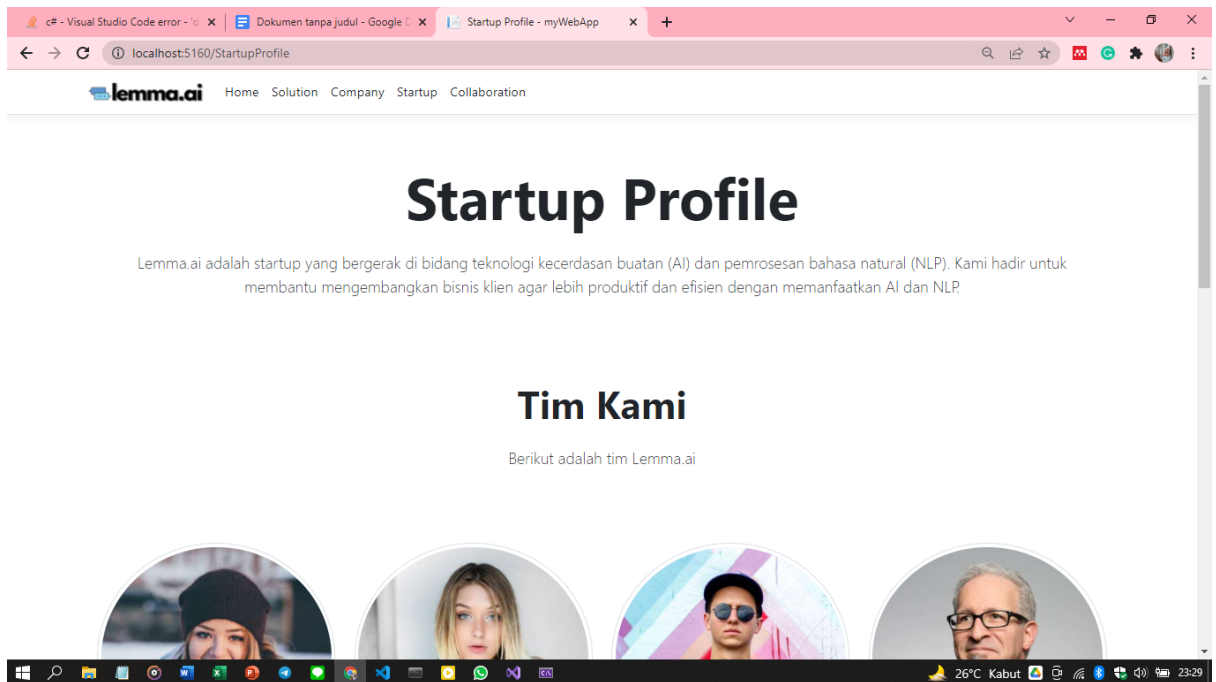 c# - Visual Studio Code error - 'd
Dokumen tanpa judul - Google D
Startup Profile - myWebApp
localhost:5160/StartupProfile
lemma.ai
Home Solution Company Startup Collaboration
Startup Profile
Lemma.ai adalah startup yang bergerak di bidang teknologi kecerdasan buatan (AI) dan pemrosesan bahasa natural (NLP). Kami hadir untuk
membantu mengembangkan bisnis klien agar lebih produktif dan efisien dengan memanfaatkan AI dan NLP.
Tim Kami
Berikut adalah tim Lemma.ai
26°C Kabut
23:29